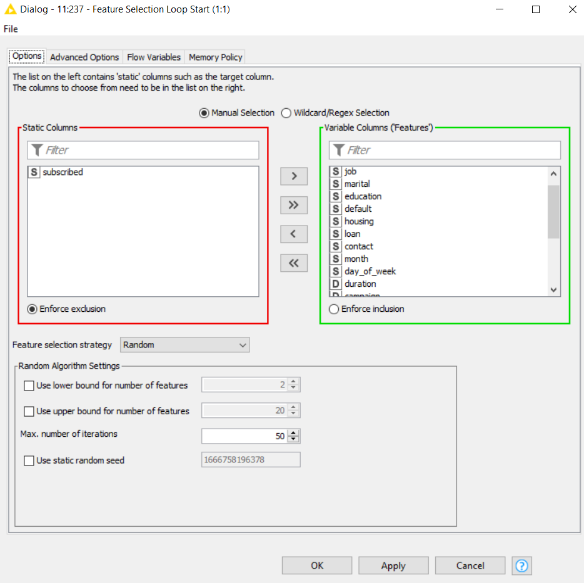 Dialog - 11:237 - Feature Selection Loop Start (1:1)
File
Options Advanced Options Flow Variables Memory Policy
The list on the left contains 'static' columns such as the target column.
The columns to choose from need to be in the list on the right.
Manual Selection Wildcard/Regex Selection
Static Columns
Filter
S subscribed
Enforce exclusion
> 
>>
<
<<
Variable Columns ('Features')
Filter
S job
S marital
S education
S default
S housing
S loan
S contact
S month
S day_of_week
D duration
D campaign
Enforce inclusion
Feature selection strategy Random
Random Algorithm Settings
Use lower bound for number of features 2
Use upper bound for number of features 20
Max. number of iterations 50
Use static random seed 1666758196378
OK Apply Cancel ?